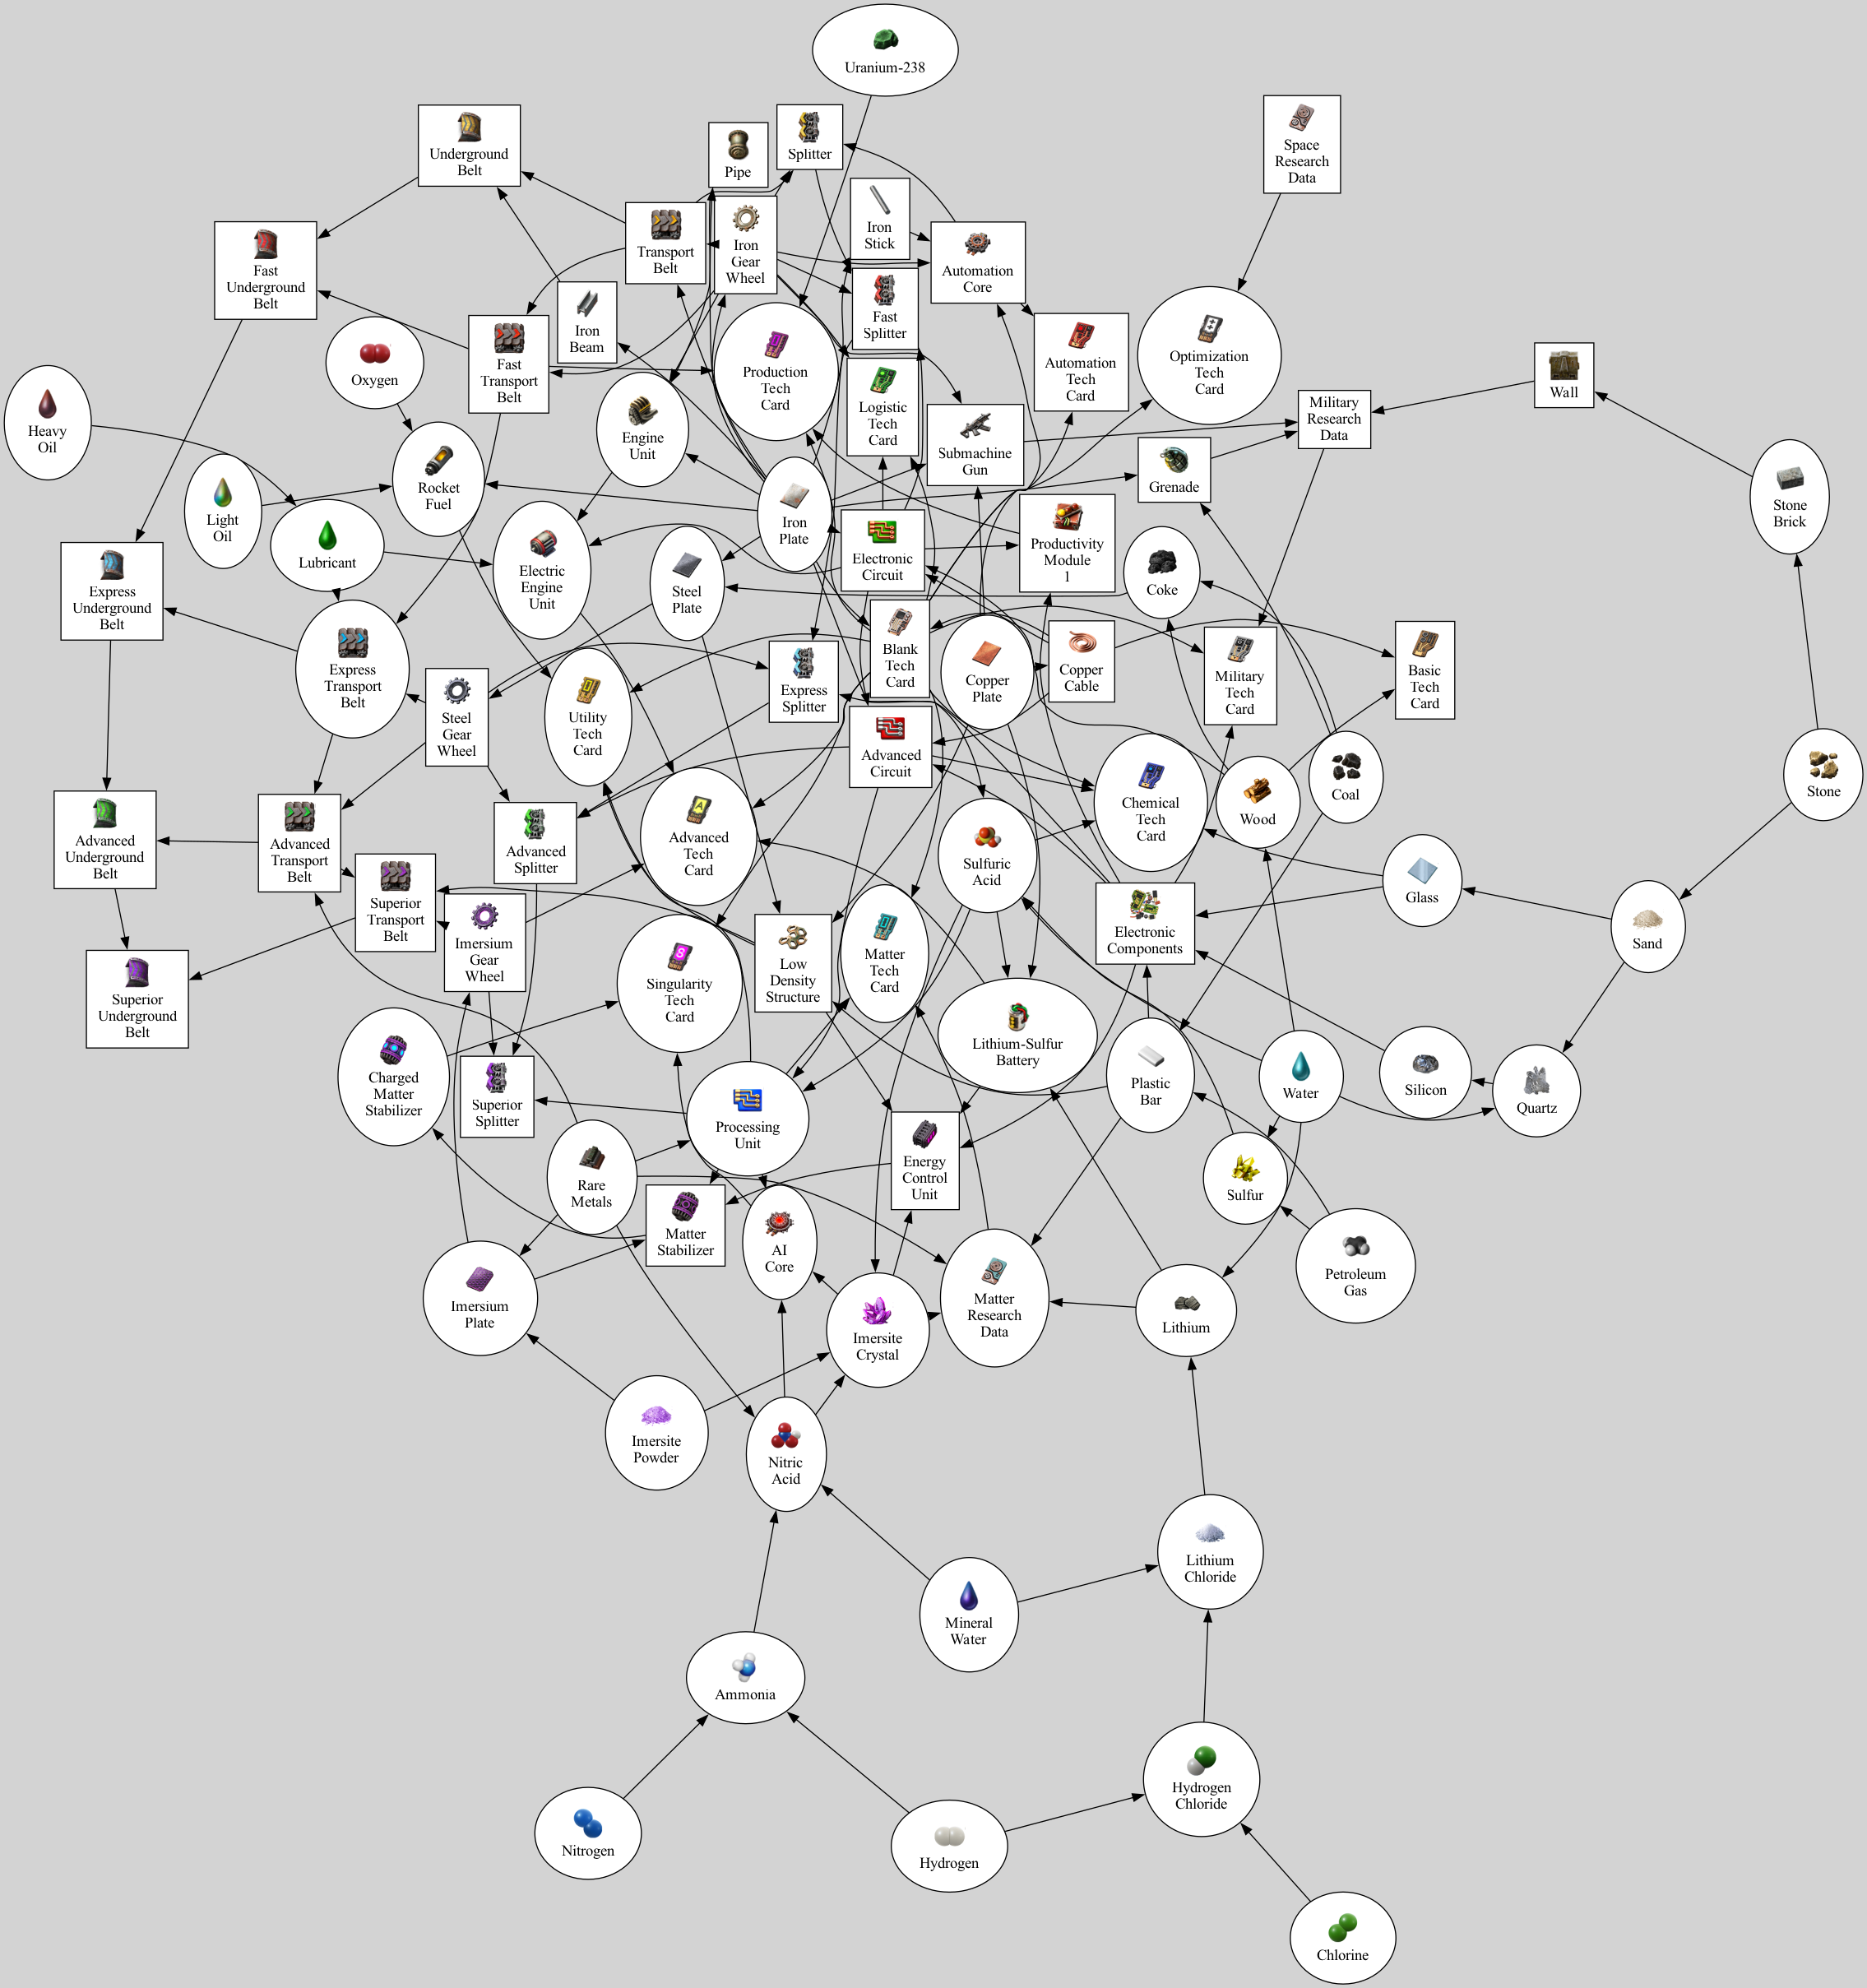 Uranium-238
Underground
Belt
Pipe
Splitter
Space
Research
Data
Transport
Belt
Iron
Gear
Wheel
Iron
Stick
Automation
Core
Fast
Underground
Belt
Iron
Beam
Fast
Splitter
Oxygen
Fast
Transport
Belt
Production
Tech
Card
Automation
Tech
Card
Optimization
Tech
Card
Wall
Heavy
Oil
Engine
Unit
Logistic
Tech
Card
Submachine
Gun
Military
Research
Data
Light
Oil
Rocket
Fuel
Iron
Plate
Grenade
Stone
Brick
Lubricant
Electric
Engine
Unit
Steel
Plate
Electronic
Circuit
Productivity
Module
1
Coke
Express
Underground
Belt
Express
Transport
Belt
Steel
Gear
Wheel
Utility
Tech
Card
Express
Splitter
Blank
Tech
Card
Copper
Plate
Copper
Cable
Military
Tech
Card
Basic
Tech
Card
Advanced
Circuit
Chemical
Tech
Card
Wood
Coal
Stone
Advanced
Underground
Belt
Advanced
Transport
Belt
Advanced
Splitter
Advanced
Tech
Card
Sulfuric
Acid
Glass
Superior
Transport
Belt
Imersium
Gear
Wheel
Electronic
Components
Sand
Superior
Underground
Belt
Singularity
Tech
Card
Low
Density
Structure
Matter
Tech
Card
Lithium-Sulfur
Battery
Charged
Matter
Stabilizer
Superior
Splitter
Processing
Unit
Plastic
Bar
Water
Silicon
Quartz
Rare
Metals
Energy
Control
Unit
Sulfur
Matter
Stabilizer
AI
Core
Petroleum
Gas
Imersium
Plate
Imersite
Crystal
Matter
Research
Data
Lithium
Imersite
Powder
Nitric
Acid
Lithium
Chloride
Mineral
Water
Ammonia
Hydrogen
Chloride
Nitrogen
Hydrogen
Chlorine